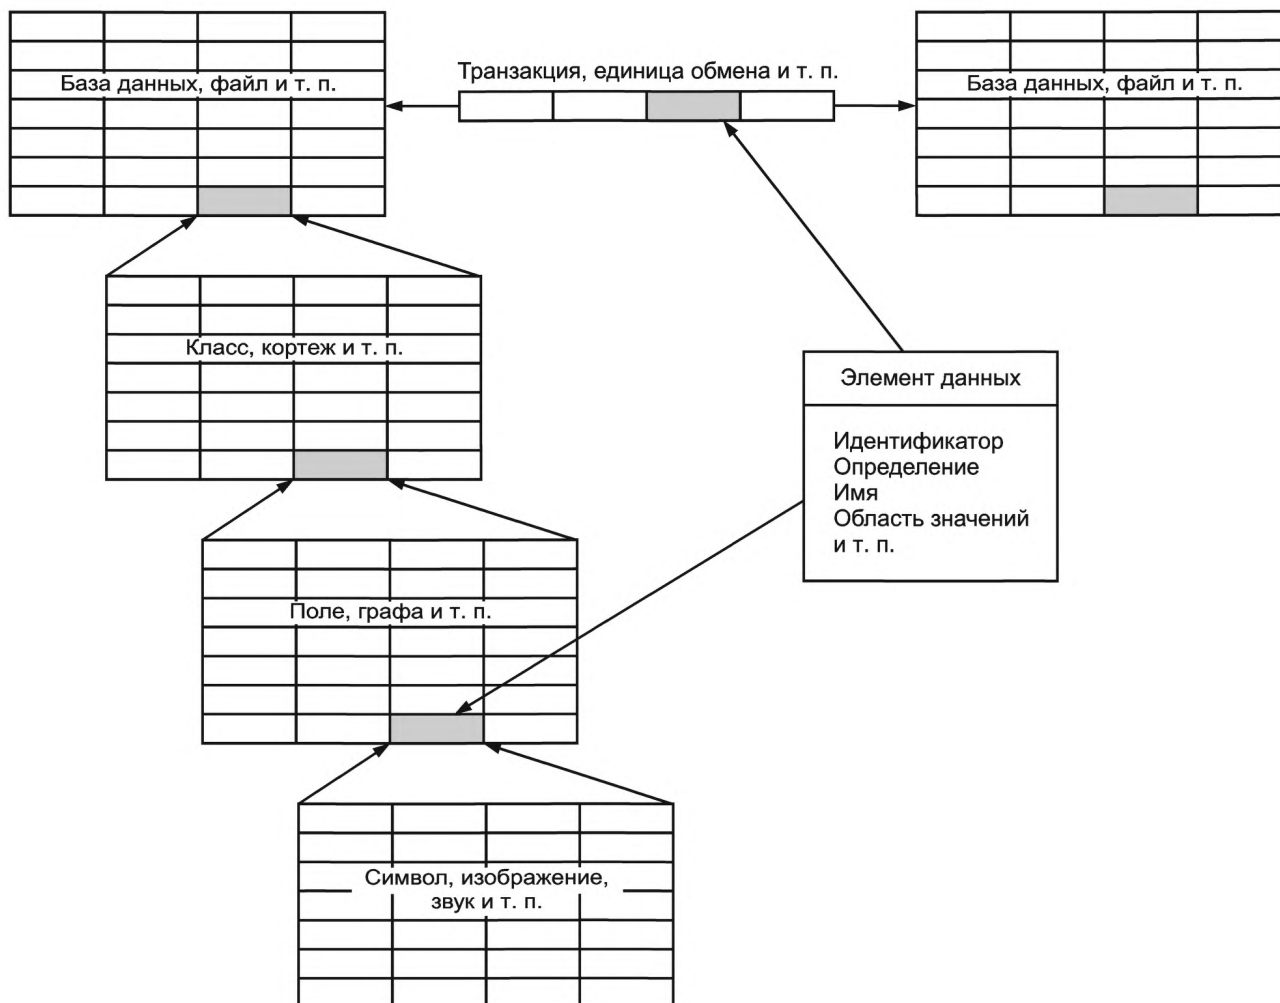 База данных, файл и т. п.
Транзакция, единица обмена и т. п.
База данных, файл и т. п.
Класс, кортеж и т. п.
Элемент данных
Идентификатор
Определение
Имя
Область значений
и т. п.
Поле, графа и т. п.
Символ, изображение,
звук и т. п.